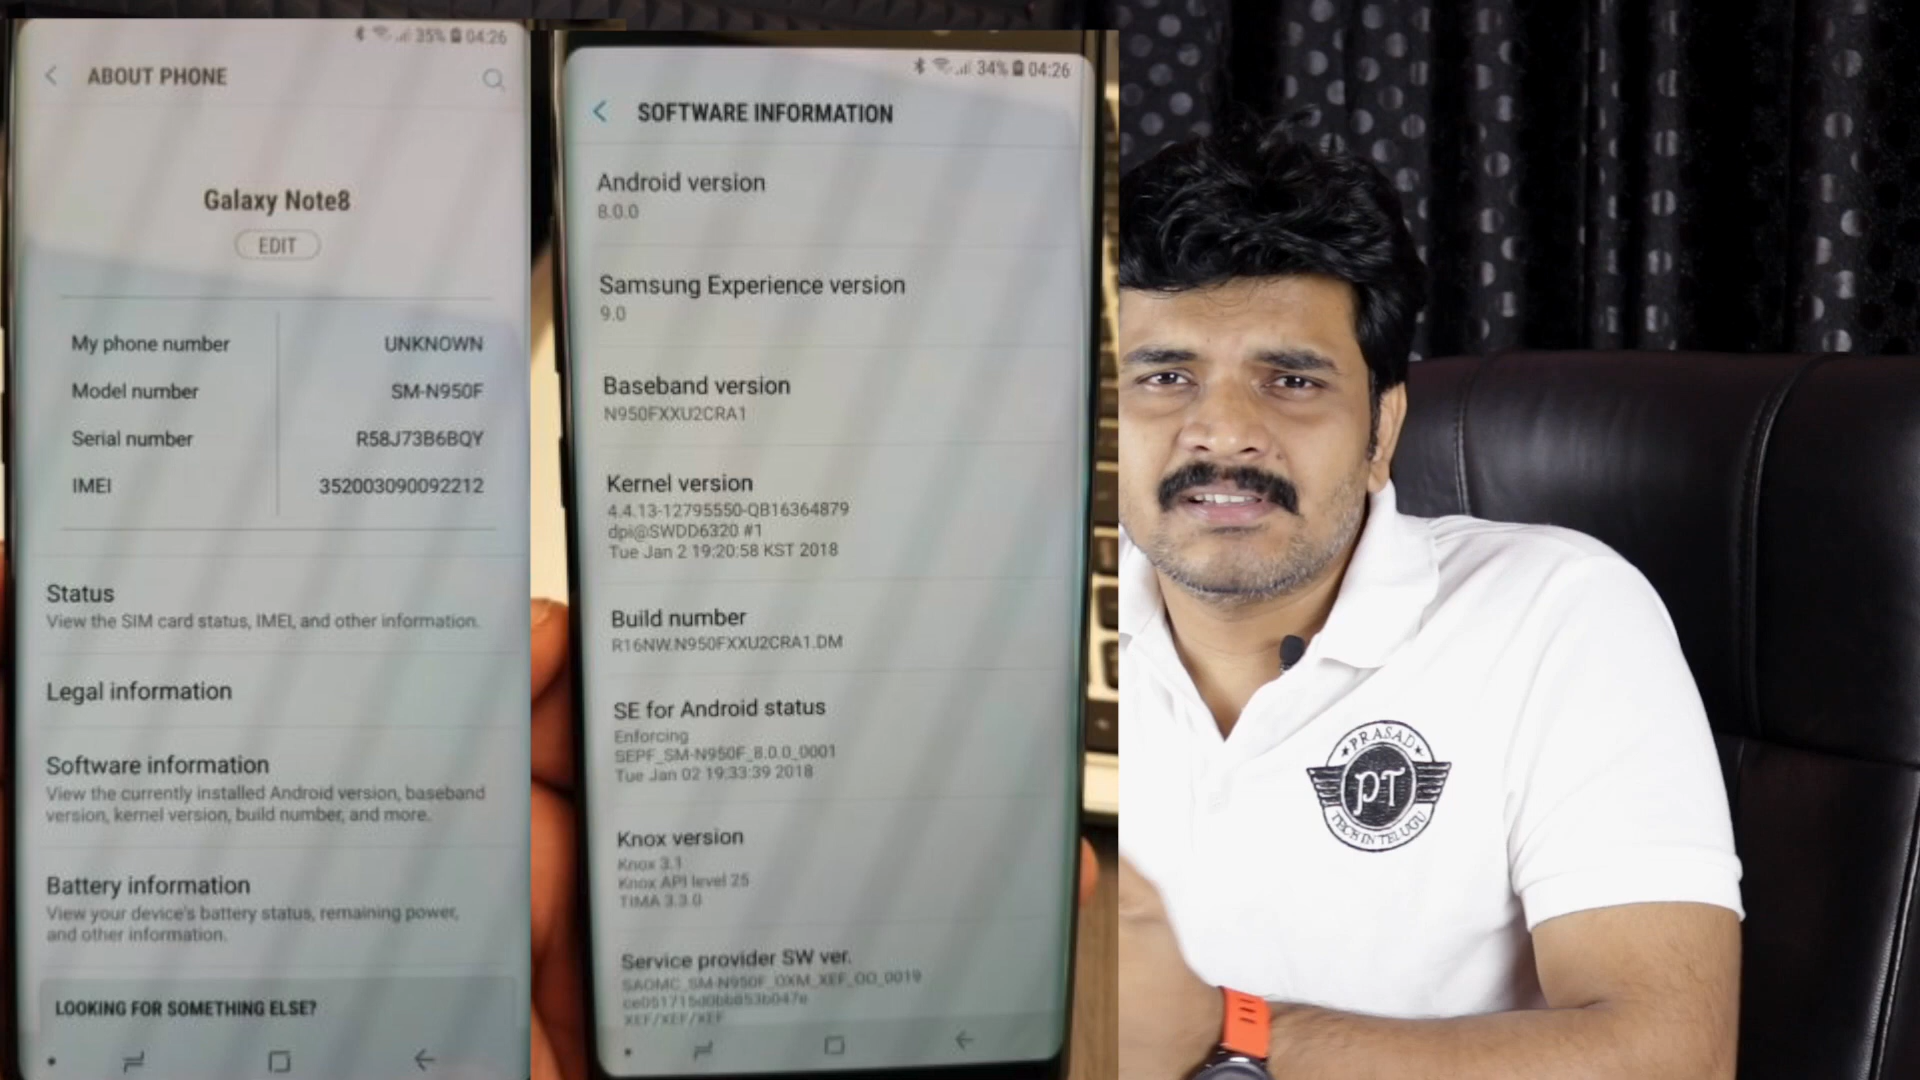 35% 04:26
ABOUT PHONE
Galaxy Note8
EDIT
My phone number UNKNOWN
Model number SM-N950F
Serial number R58J73B6BQY
IMEI 352003090092212
Status
View the SIM card status, IMEI, and other information.
Legal information
Software information
View the currently installed Android version, baseband
version, kernel version, build number, and more.
Battery information
View your device's battery status, remaining power,
and other information.
LOOKING FOR SOMETHING ELSE?
34% 04:26
SOFTWARE INFORMATION
Android version
8.0.0
Samsung Experience version
9.0
Baseband version
N950FXXU2CRA1
Kernel version
4.4.13-12795550-QB16364879
dpi@SWDD6320 #1
Tue Jan 2 19:20:58 KST 2018
Build number
R16NW.N950FXXU2CRA1.DM
SE for Android status
Enforcing
SEPF_SM-N950F_8.0.0_0001
Tue Jan 02 19:33:39 2018
Knox version
Knox 3.1
Knox API level 25
TIMA 3.3.0
Service provider SW ver.
SAOMC_SM-N950F_OXM_XEF_OO_0019
XEF/XEF/XEF
PRASAD
PT
TECH IN TELUGU